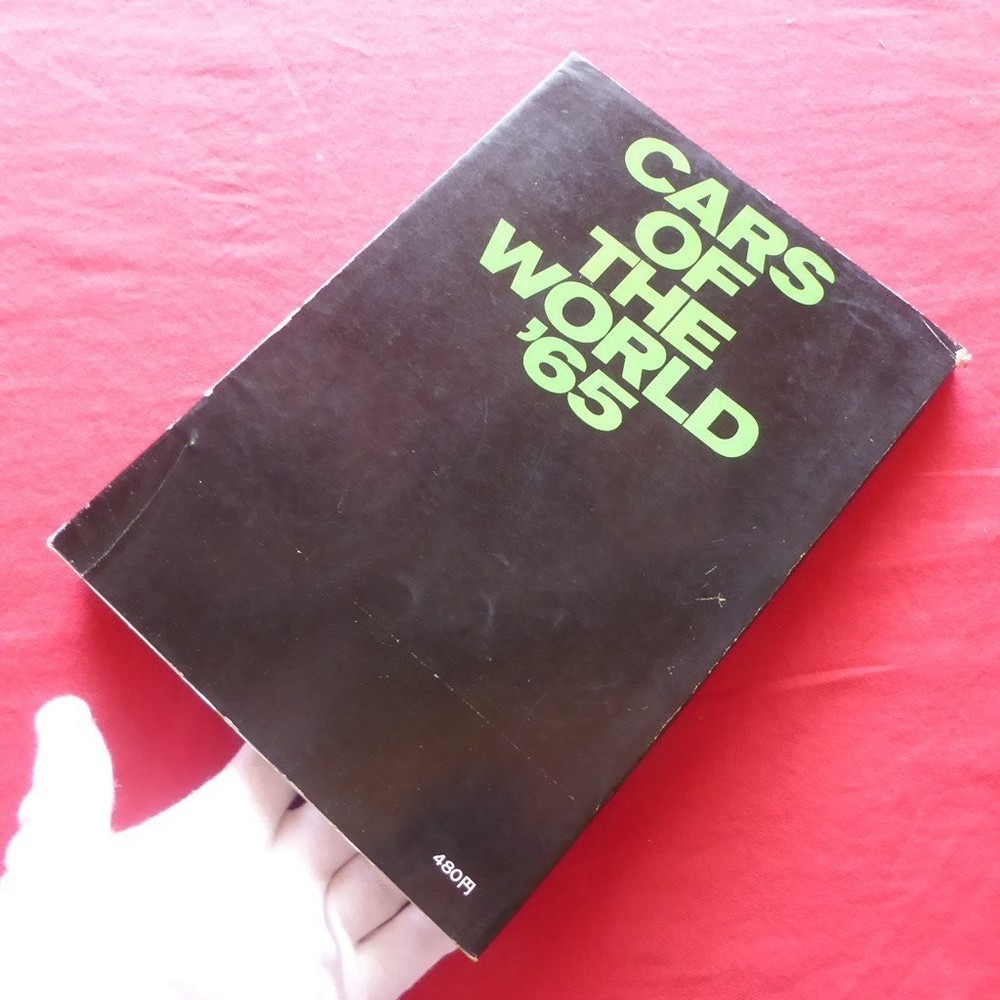 CARS
OF
THE
WORLD
’65
480円